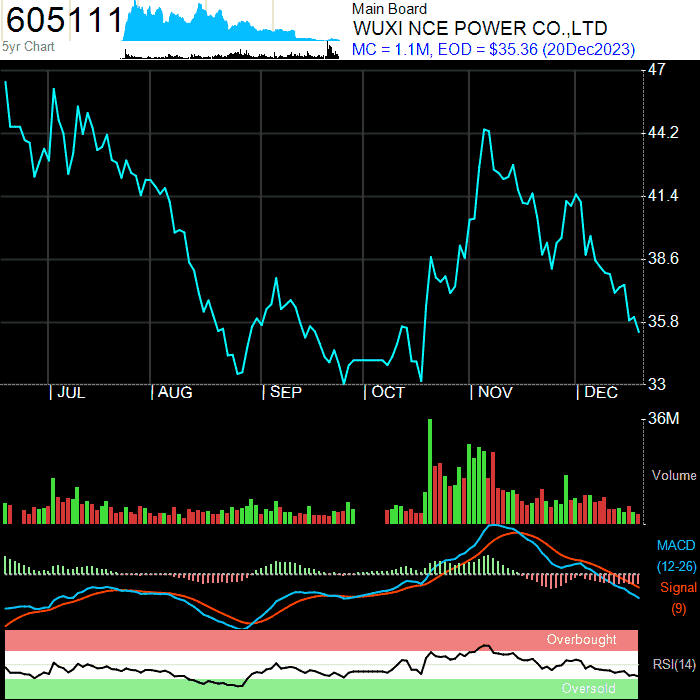 605111
5yr Chart
Main Board
WUXI NCE POWER CO.,LTD
MC = 1.1M, EOD = $35.36 (20Dec2023)
47
44.2
41.4
38.6
35.8
33
JUL AUG SEP OCT NOV DEC
36M
Volume
MACD
(12-26)
Signal
(9)
Overbought
RSI(14)
Oversold